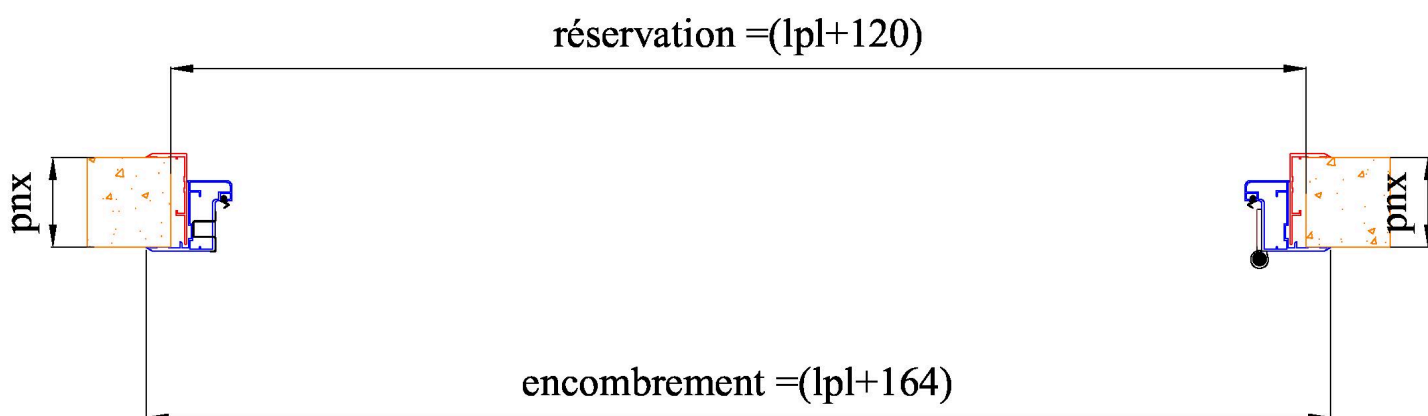 réservation =(lpl+120)
pnx
pnx
encombrement =(lpl+164)